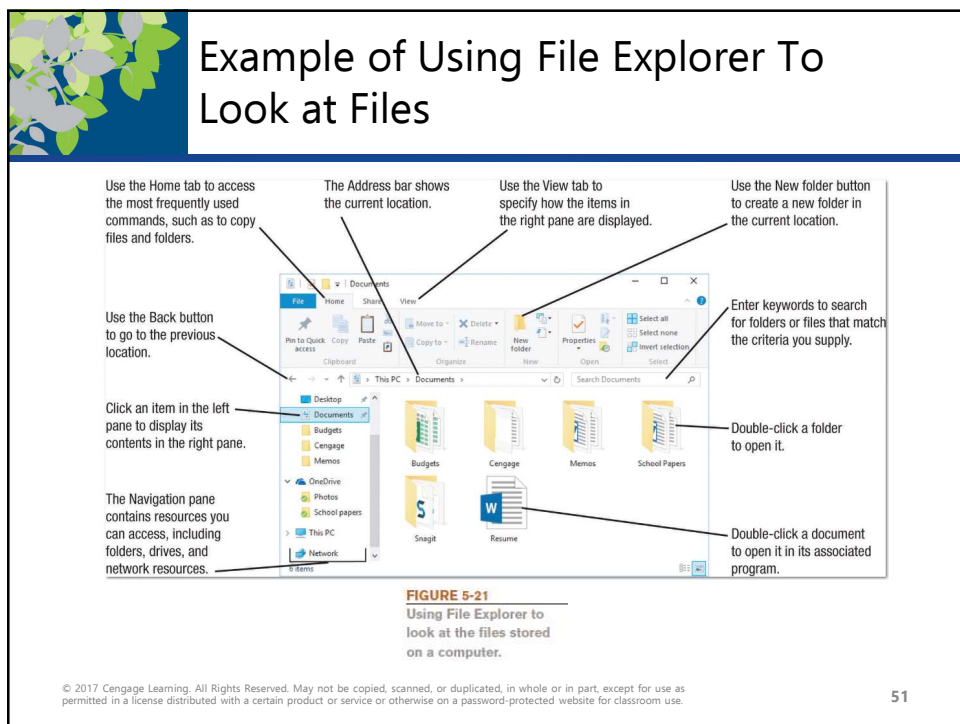 Example of Using File Explorer To
Look at Files
Use the Home tab to access
the most frequently used
commands, such as to copy
files and folders.
The Address bar shows
the current location.
Use the View tab to
specify how the items in
the right pane are displayed.
Use the New folder button
to create a new folder in
the current location.
Use the Back button
to go to the previous
location.
Click an item in the left
pane to display its
contents in the right pane.
The Navigation pane
contains resources you
can access, including
folders, drives, and
network resources.
Documents
File Home Share View
Pin to Quick access
Copy
Paste
Clipboard
Move to
Copy to
Delete
Rename
Organize
New folder
New
Properties
Open
Select all
Select none
Invert selection
Select
This PC > Documents >
Search Documents
Desktop
Documents
Budgets
Cengage
Memos
OneDrive
Photos
School papers
This PC
Network
6 items
Budgets
Cengage
Memos
School Papers
Snagit
W
Resume
Enter keywords to search
for folders or files that match
the criteria you supply.
Double-click a folder
to open it.
Double-click a document
to open it in its associated
program.
FIGURE 5-21
Using File Explorer to
look at the files stored
on a computer.
© 2017 Cengage Learning. All Rights Reserved. May not be copied, scanned, or duplicated, in whole or in part, except for use as
permitted in a license distributed with a certain product or service or otherwise on a password-protected website for classroom use.
51